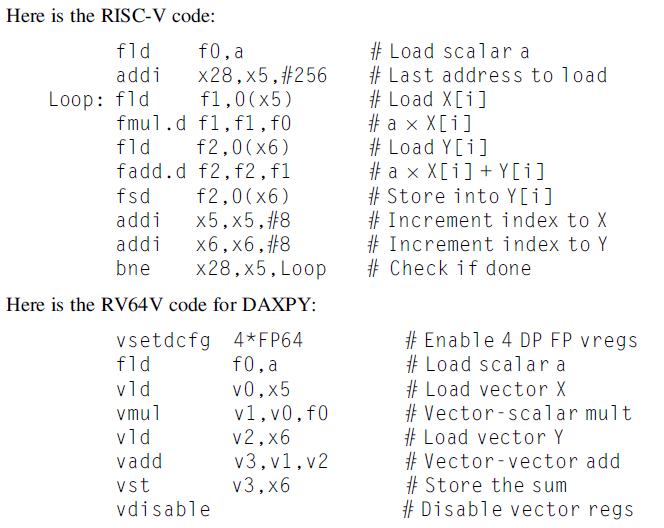 Here is the RISC-V code:
fld f0,a # Load scalar a
addi x28,x5,#256 # Last address to load
Loop: fld f1,0(x5) # Load X[i]
fmul.d f1,f1,f0 # a × X[i]
fld f2,0(x6) # Load Y[i]
fadd.d f2,f2,f1 # a × X[i] + Y[i]
fsd f2,0(x6) # Store into Y[i]
addi x5,x5,#8 # Increment index to X
addi x6,x6,#8 # Increment index to Y
bne x28,x5,Loop # Check if done
Here is the RV64V code for DAXPY:
vsetdcfg 4*FP64 # Enable 4 DP FP vregs
fld f0,a # Load scalar a
vld v0,x5 # Load vector X
vmul v1,v0,f0 # Vector-scalar mult
vld v2,x6 # Load vector Y
vadd v3,v1,v2 # Vector-vector add
vst v3,x6 # Store the sum
vdisable # Disable vector regs